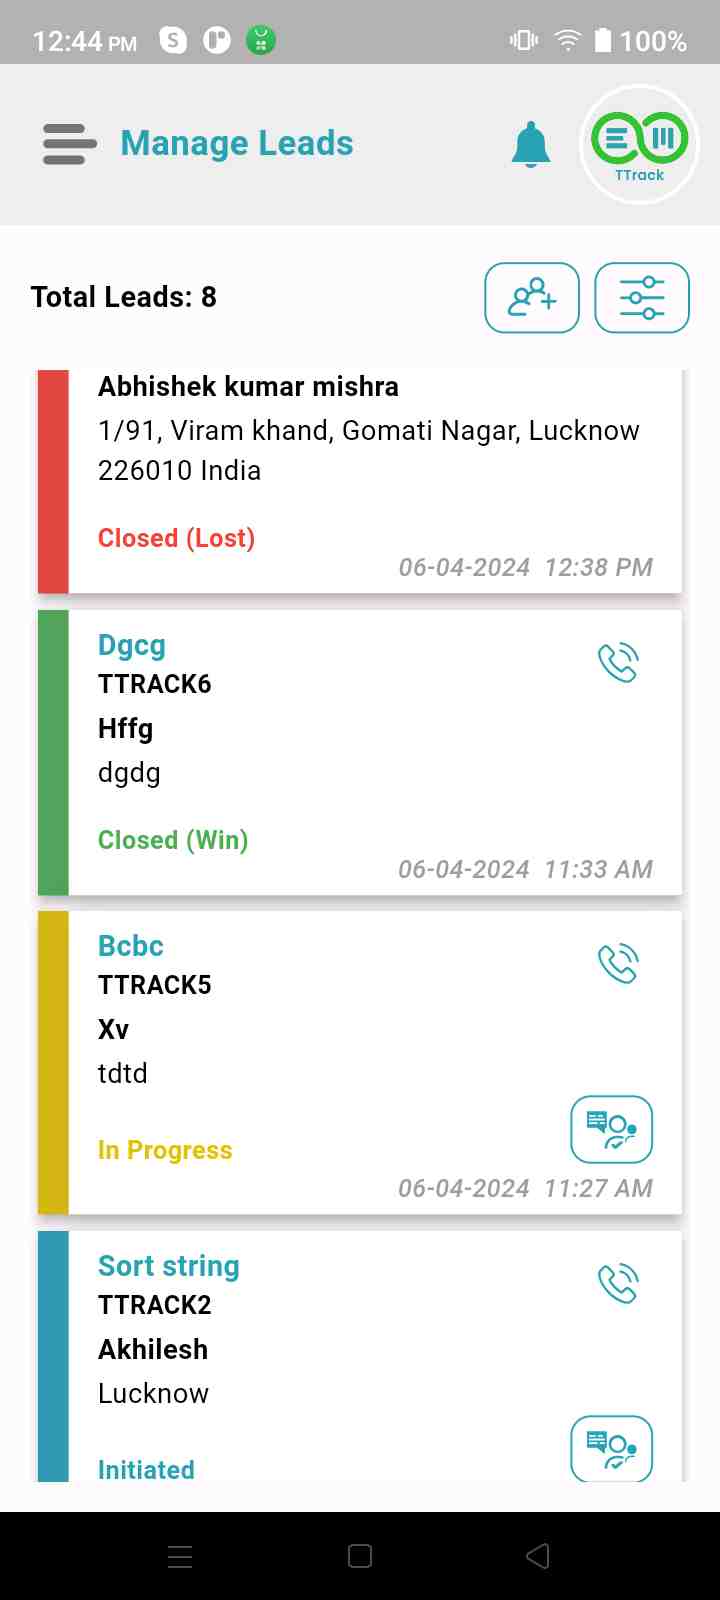 12:44 PM
100%
Manage Leads
TTrack
Total Leads: 8
Abhishek kumar mishra
1/91, Viram khand, Gomati Nagar, Lucknow
226010 India
Closed (Lost)
06-04-2024 12:38 PM
Dgcg
TTRACK6
Hffg
dgdg
Closed (Win)
06-04-2024 11:33 AM
Bcbc
TTRACK5
Xv
tdtd
In Progress
06-04-2024 11:27 AM
Sort string
TTRACK2
Akhilesh
Lucknow
Initiated